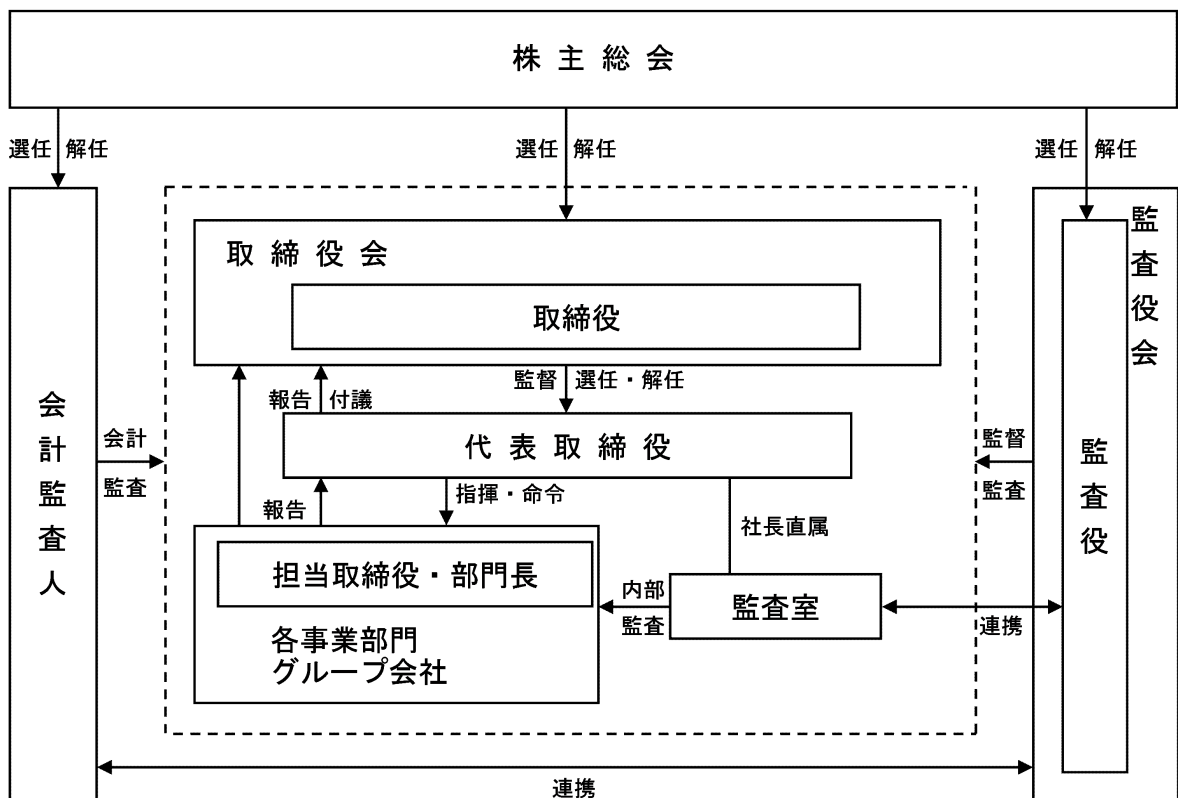 株主総会
選任 解任
選任 解任
選任 解任
取締役会
取締役
監査役会
監査役
会計監査人
監督 選任・解任
報告 付議
代表取締役
会計
監査
監督
監査
報告
指揮・命令
社長直属
担当取締役・部門長
内部
監査
監査室
連携
各事業部門
グループ会社
連携